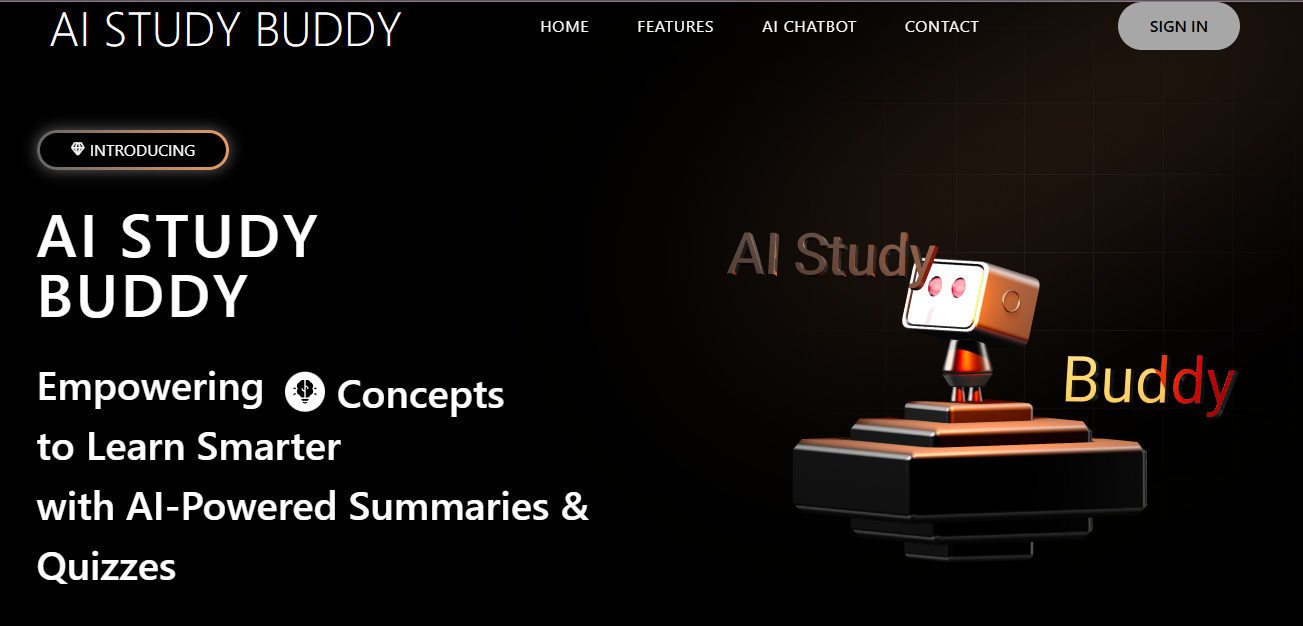 AI STUDY BUDDY
HOME FEATURES AI CHATBOT CONTACT SIGN IN
INTRODUCING
AI STUDY
BUDDY
Empowering Concepts
to Learn Smarter
with AI-Powered Summaries &
Quizzes
AI Study
Buddy